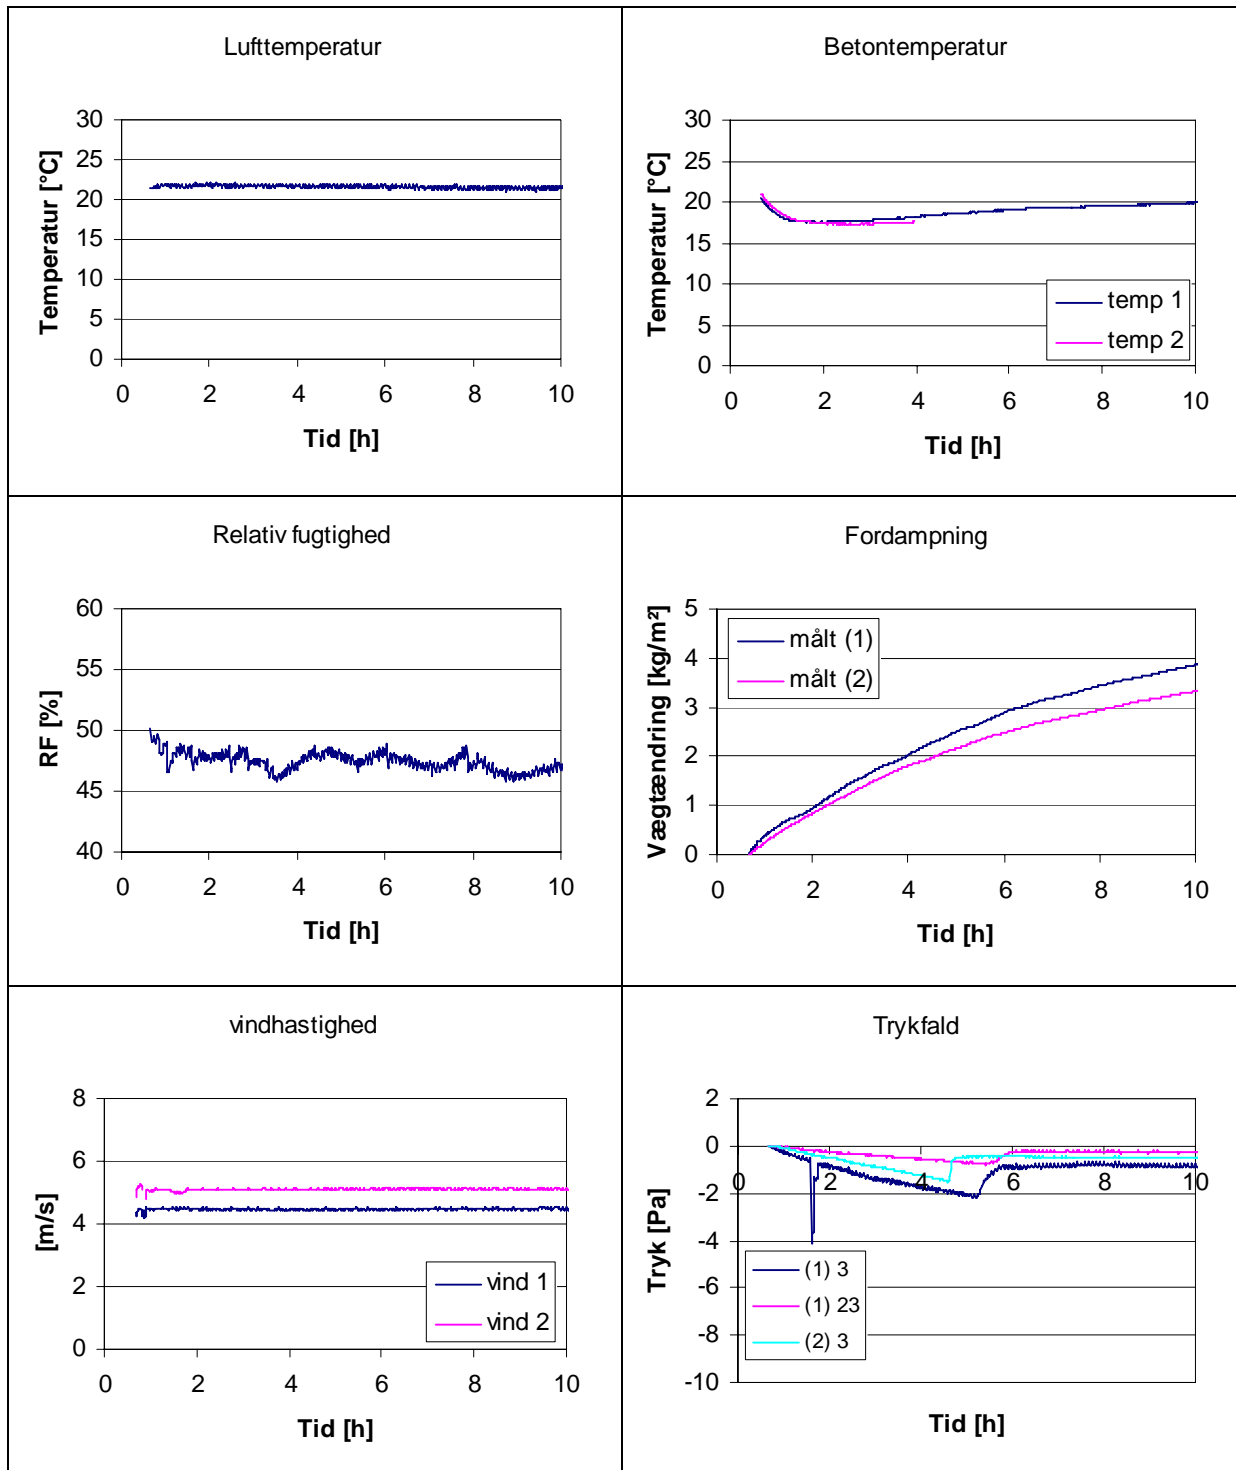 Lufttemperatur
30
25
20
15
10
5
0
Temperatur [°C]
0 2 4 6 8 10
Tid [h]
Betontemperatur
30
25
20
15
10
5
0
Temperatur [°C]
temp 1
temp 2
0 2 4 6 8 10
Tid [h]
Relativ fugtighed
60
55
50
45
40
RF [%]
0 2 4 6 8 10
Tid [h]
Fordampning
5
4
3
2
1
0
Vægtændring [kg/m²]
målt (1)
målt (2)
0 2 4 6 8 10
Tid [h]
vindhastighed
8
6
4
2
0
[m/s]
vind 1
vind 2
0 2 4 6 8 10
Tid [h]
Trykfald
2
0
-2
-4
-6
-8
-10
Tryk [Pa]
0 2 4 6 8 10
(1) 3
(1) 23
(2) 3
Tid [h]